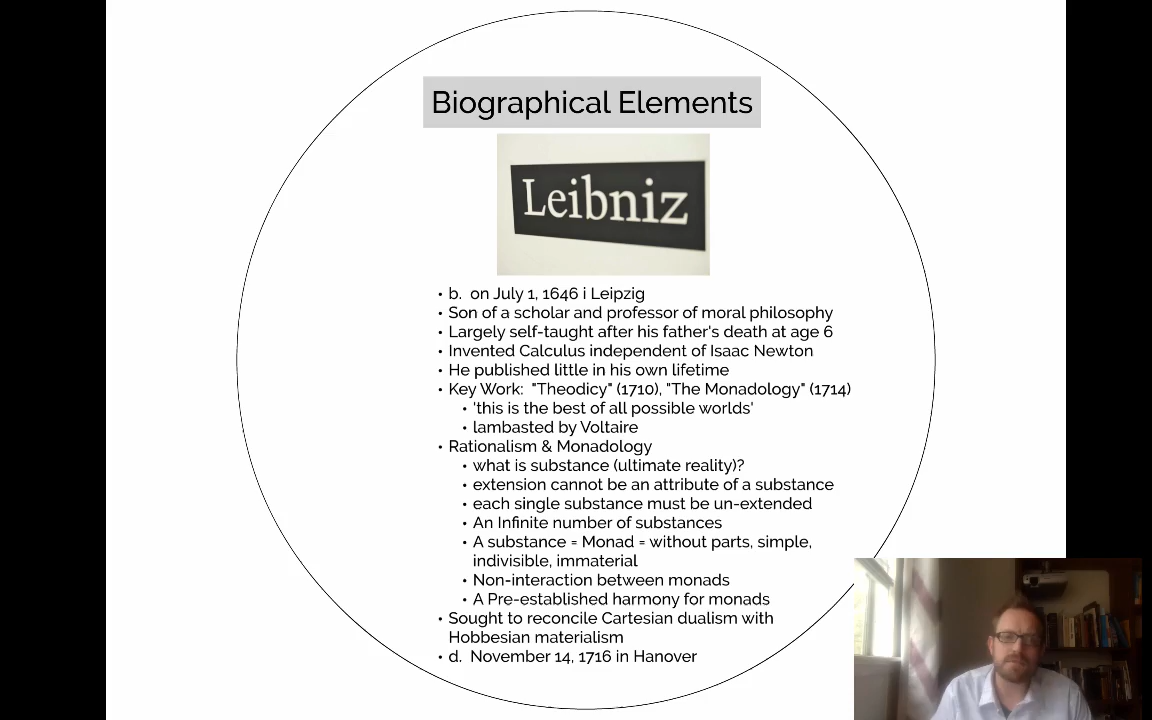 Biographical Elements
Leibniz
• b. on July 1, 1646 i Leipzig
• Son of a scholar and professor of moral philosophy
• Largely self-taught after his father's death at age 6
• Invented Calculus independent of Isaac Newton
• He published little in his own lifetime
• Key Work: "Theodicy" (1710), "The Monadology" (1714)
• 'this is the best of all possible worlds'
• lambasted by Voltaire
• Rationalism & Monadology
• what is substance (ultimate reality)?
• extension cannot be an attribute of a substance
• each single substance must be un-extended
• An Infinite number of substances
• A substance = Monad = without parts, simple,
indivisible, immaterial
• Non-interaction between monads
• A Pre-established harmony for monads
• Sought to reconcile Cartesian dualism with
Hobbesian materialism
• d. November 14, 1716 in Hanover